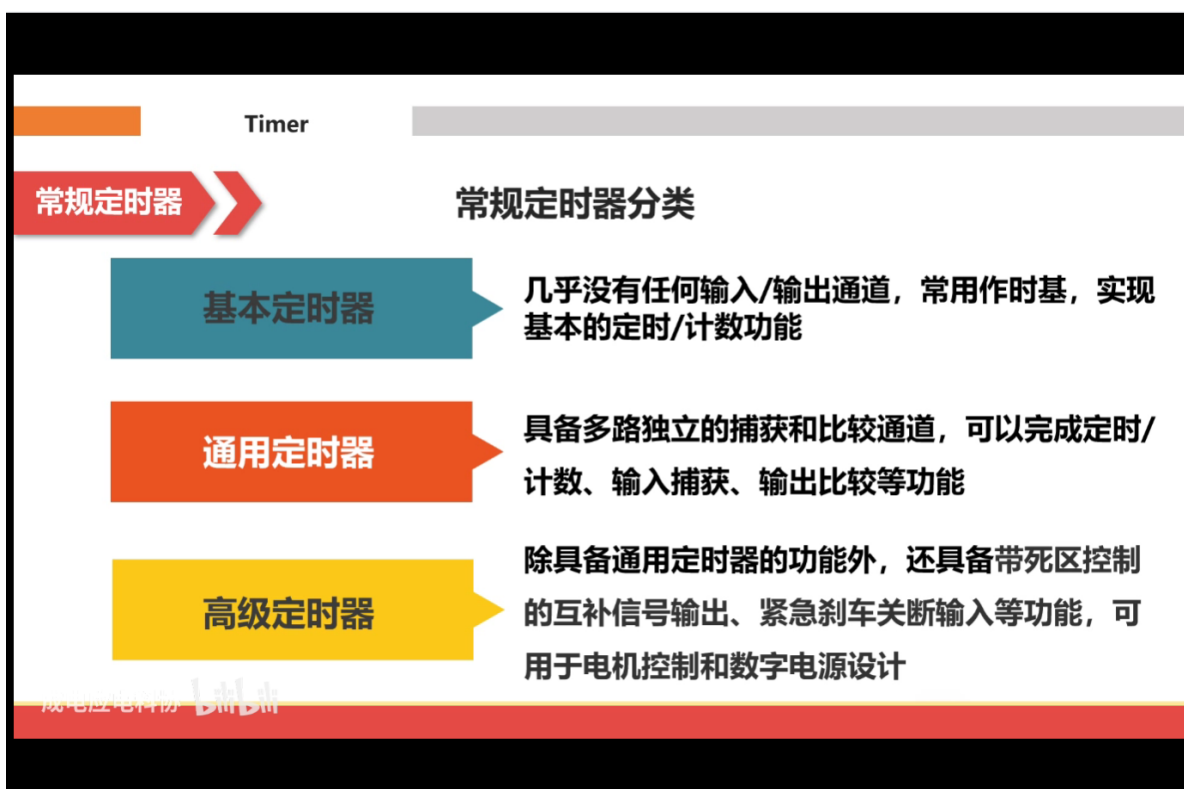 Timer
常规定时器
常规定时器分类
基本定时器
几乎没有任何输入/输出通道，常用作时基，实现
基本的定时/计数功能
通用定时器
具备多路独立的捕获和比较通道，可以完成定时/
计数、输入捕获、输出比较等功能
高级定时器
除具备通用定时器的功能外，还具备带死区控制
的互补信号输出、紧急刹车关断输入等功能，可
用于电机控制和数字电源设计
成电应电科协 bilibili